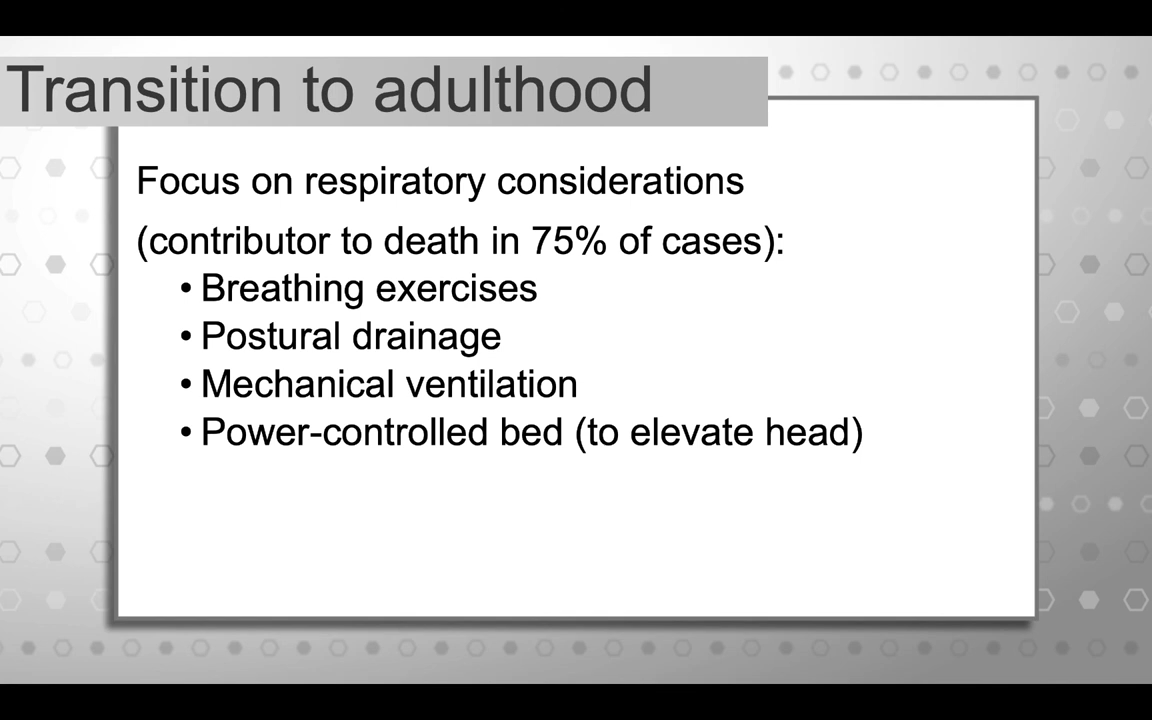 Transition to adulthood
Focus on respiratory considerations
(contributor to death in 75% of cases):
• Breathing exercises
• Postural drainage
• Mechanical ventilation
• Power-controlled bed (to elevate head)